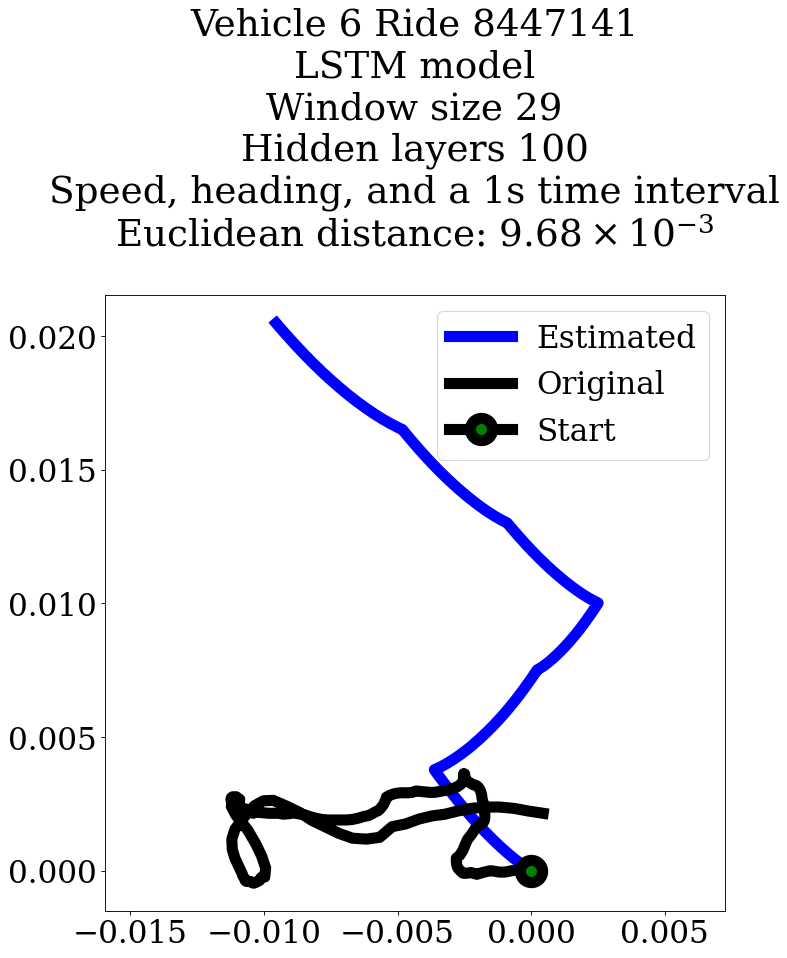 Vehicle 6 Ride 8447141
LSTM model
Window size 29
Hidden layers 100
Speed, heading, and a 1s time interval
Euclidean distance: 9.68 × 10⁻³
Estimated
Original
Start
0.020
0.015
0.010
0.005
0.000
−0.015 −0.010 −0.005 0.000 0.005